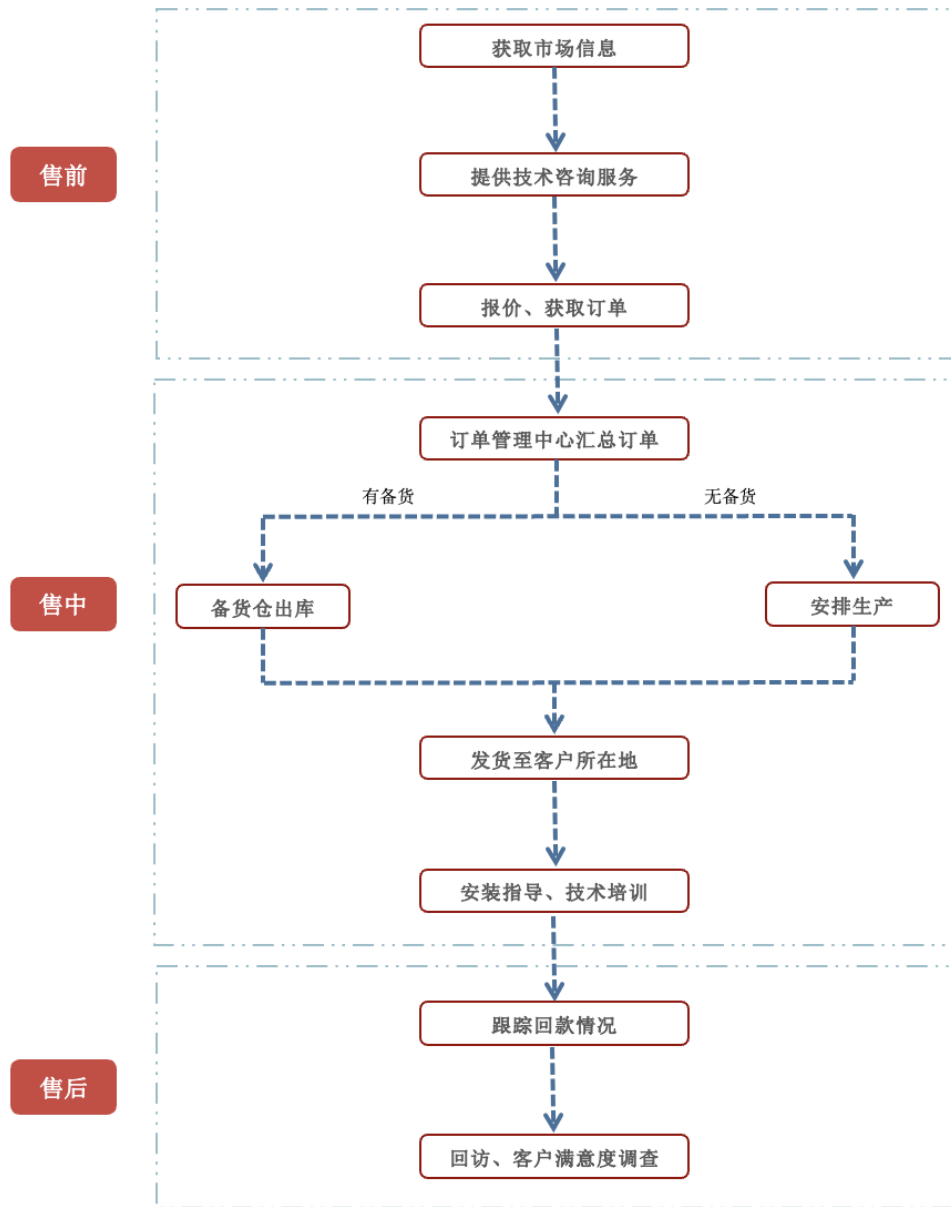 获取市场信息
售前
提供技术咨询服务
报价、获取订单
订单管理中心汇总订单
有备货
无备货
售中
备货仓出库
安排生产
发货至客户所在地
安装指导、技术培训
跟踪回款情况
售后
回访、客户满意度调查